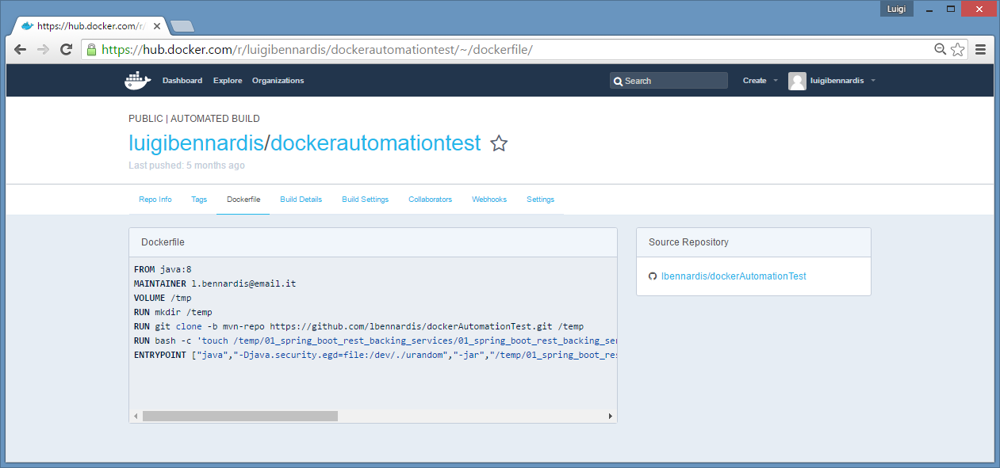 Luigi
https://hub.docker.com/r/
https://hub.docker.com/r/luigibennardis/dockerautomationtest/~/dockerfile/
Dashboard Explore Organizations Search Create luigibennardis
PUBLIC | AUTOMATED BUILD
luigibennardis/dockerautomationtest
Last pushed: 5 months ago
Repo Info Tags Dockerfile Build Details Build Settings Collaborators Webhooks Settings
Dockerfile
FROM java:8
MAINTAINER l.bennardis@email.it
VOLUME /tmp
RUN mkdir /temp
RUN git clone -b mvn-repo https://github.com/lbennardis/dockerAutomationTest.git /temp
RUN bash -c 'touch /temp/01_spring_boot_rest_backing_services/01_spring_boot_rest_backing_ser
ENTRYPOINT ["java","-Djava.security.egd=file:/dev/./urandom","-jar","/temp/01_spring_boot_res
Source Repository
lbennardis/dockerAutomationTest